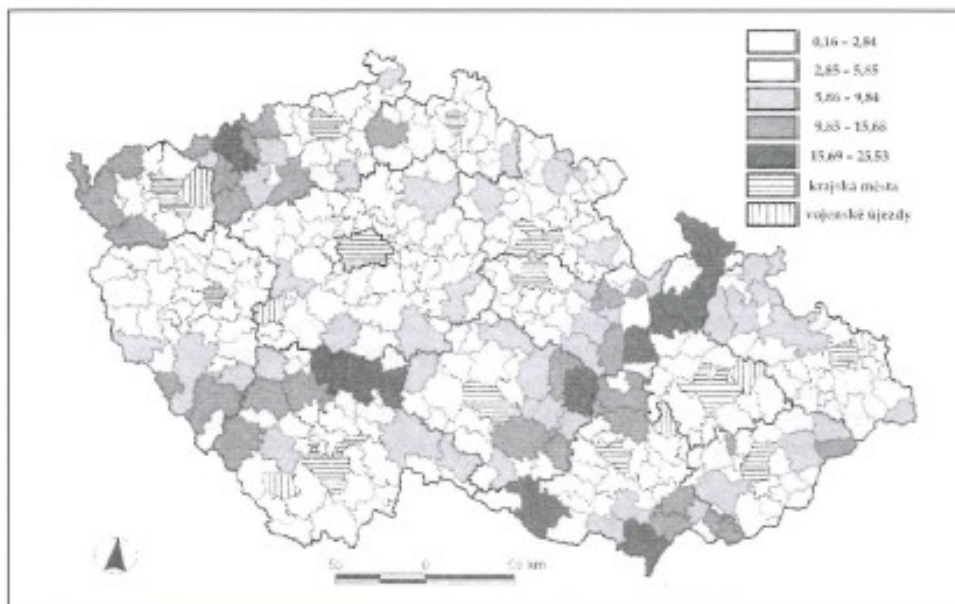 0,16 – 2,84
2,85 – 5,85
5,86 – 9,84
9,85 – 15,68
15,69 – 25,53
krajská města
vojenské újezdy
50 0 50 km